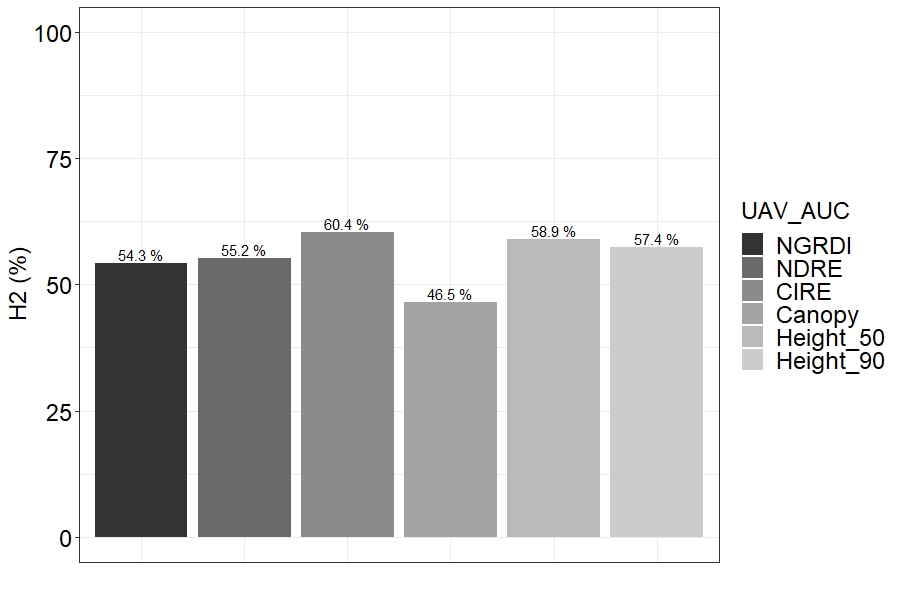 100
75
50
25
0
H2 (%)
54.3 %
55.2 %
60.4 %
46.5 %
58.9 %
57.4 %
UAV_AUC
NGRDI
NDRE
CIRE
Canopy
Height_50
Height_90